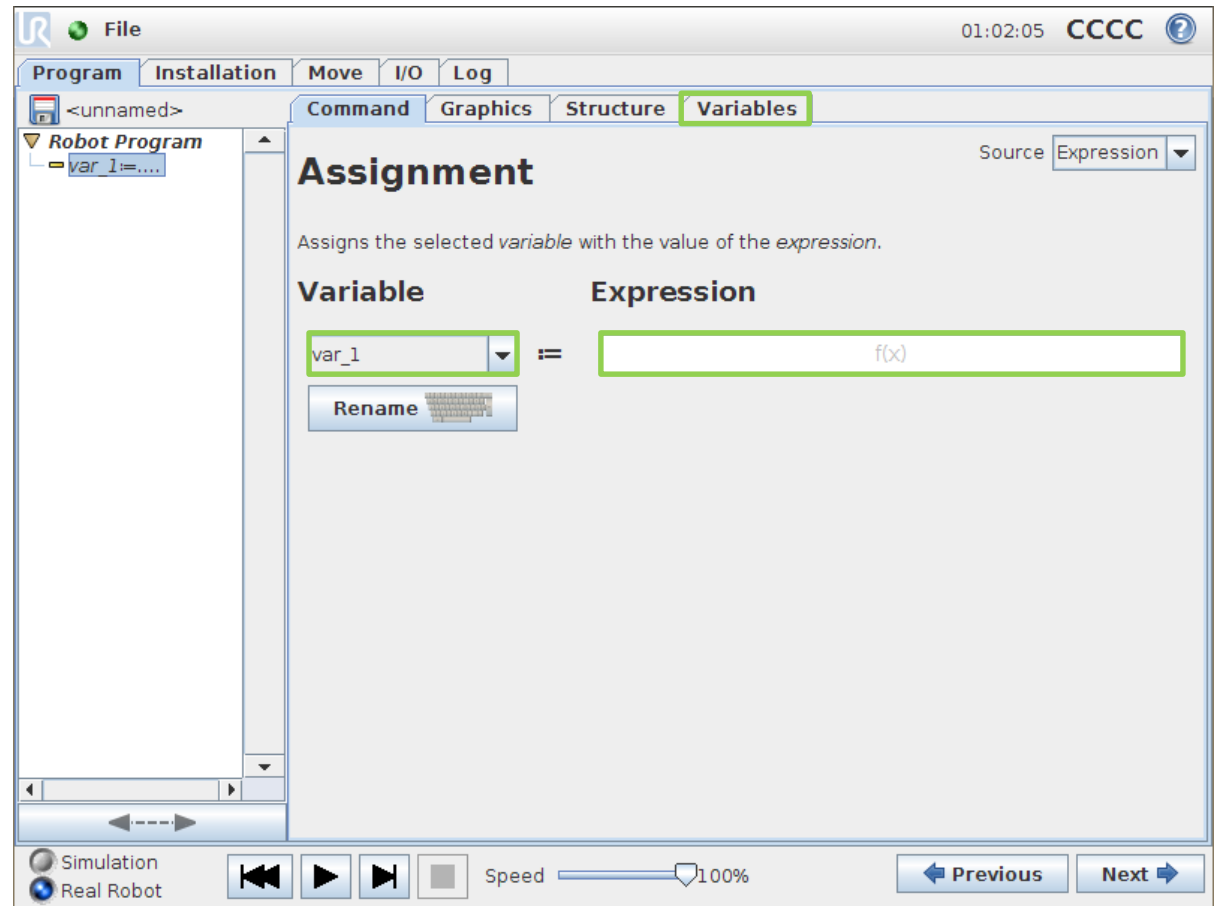 UR File 01:02:05 CCCC ?
Program Installation Move I/O Log
<unnamed> Command Graphics Structure Variables
Robot Program
var_1:=....
Assignment Source Expression
Assigns the selected variable with the value of the expression.
Variable Expression
var_1 := f(x)
Rename
Simulation
Real Robot
Speed 100% Previous Next